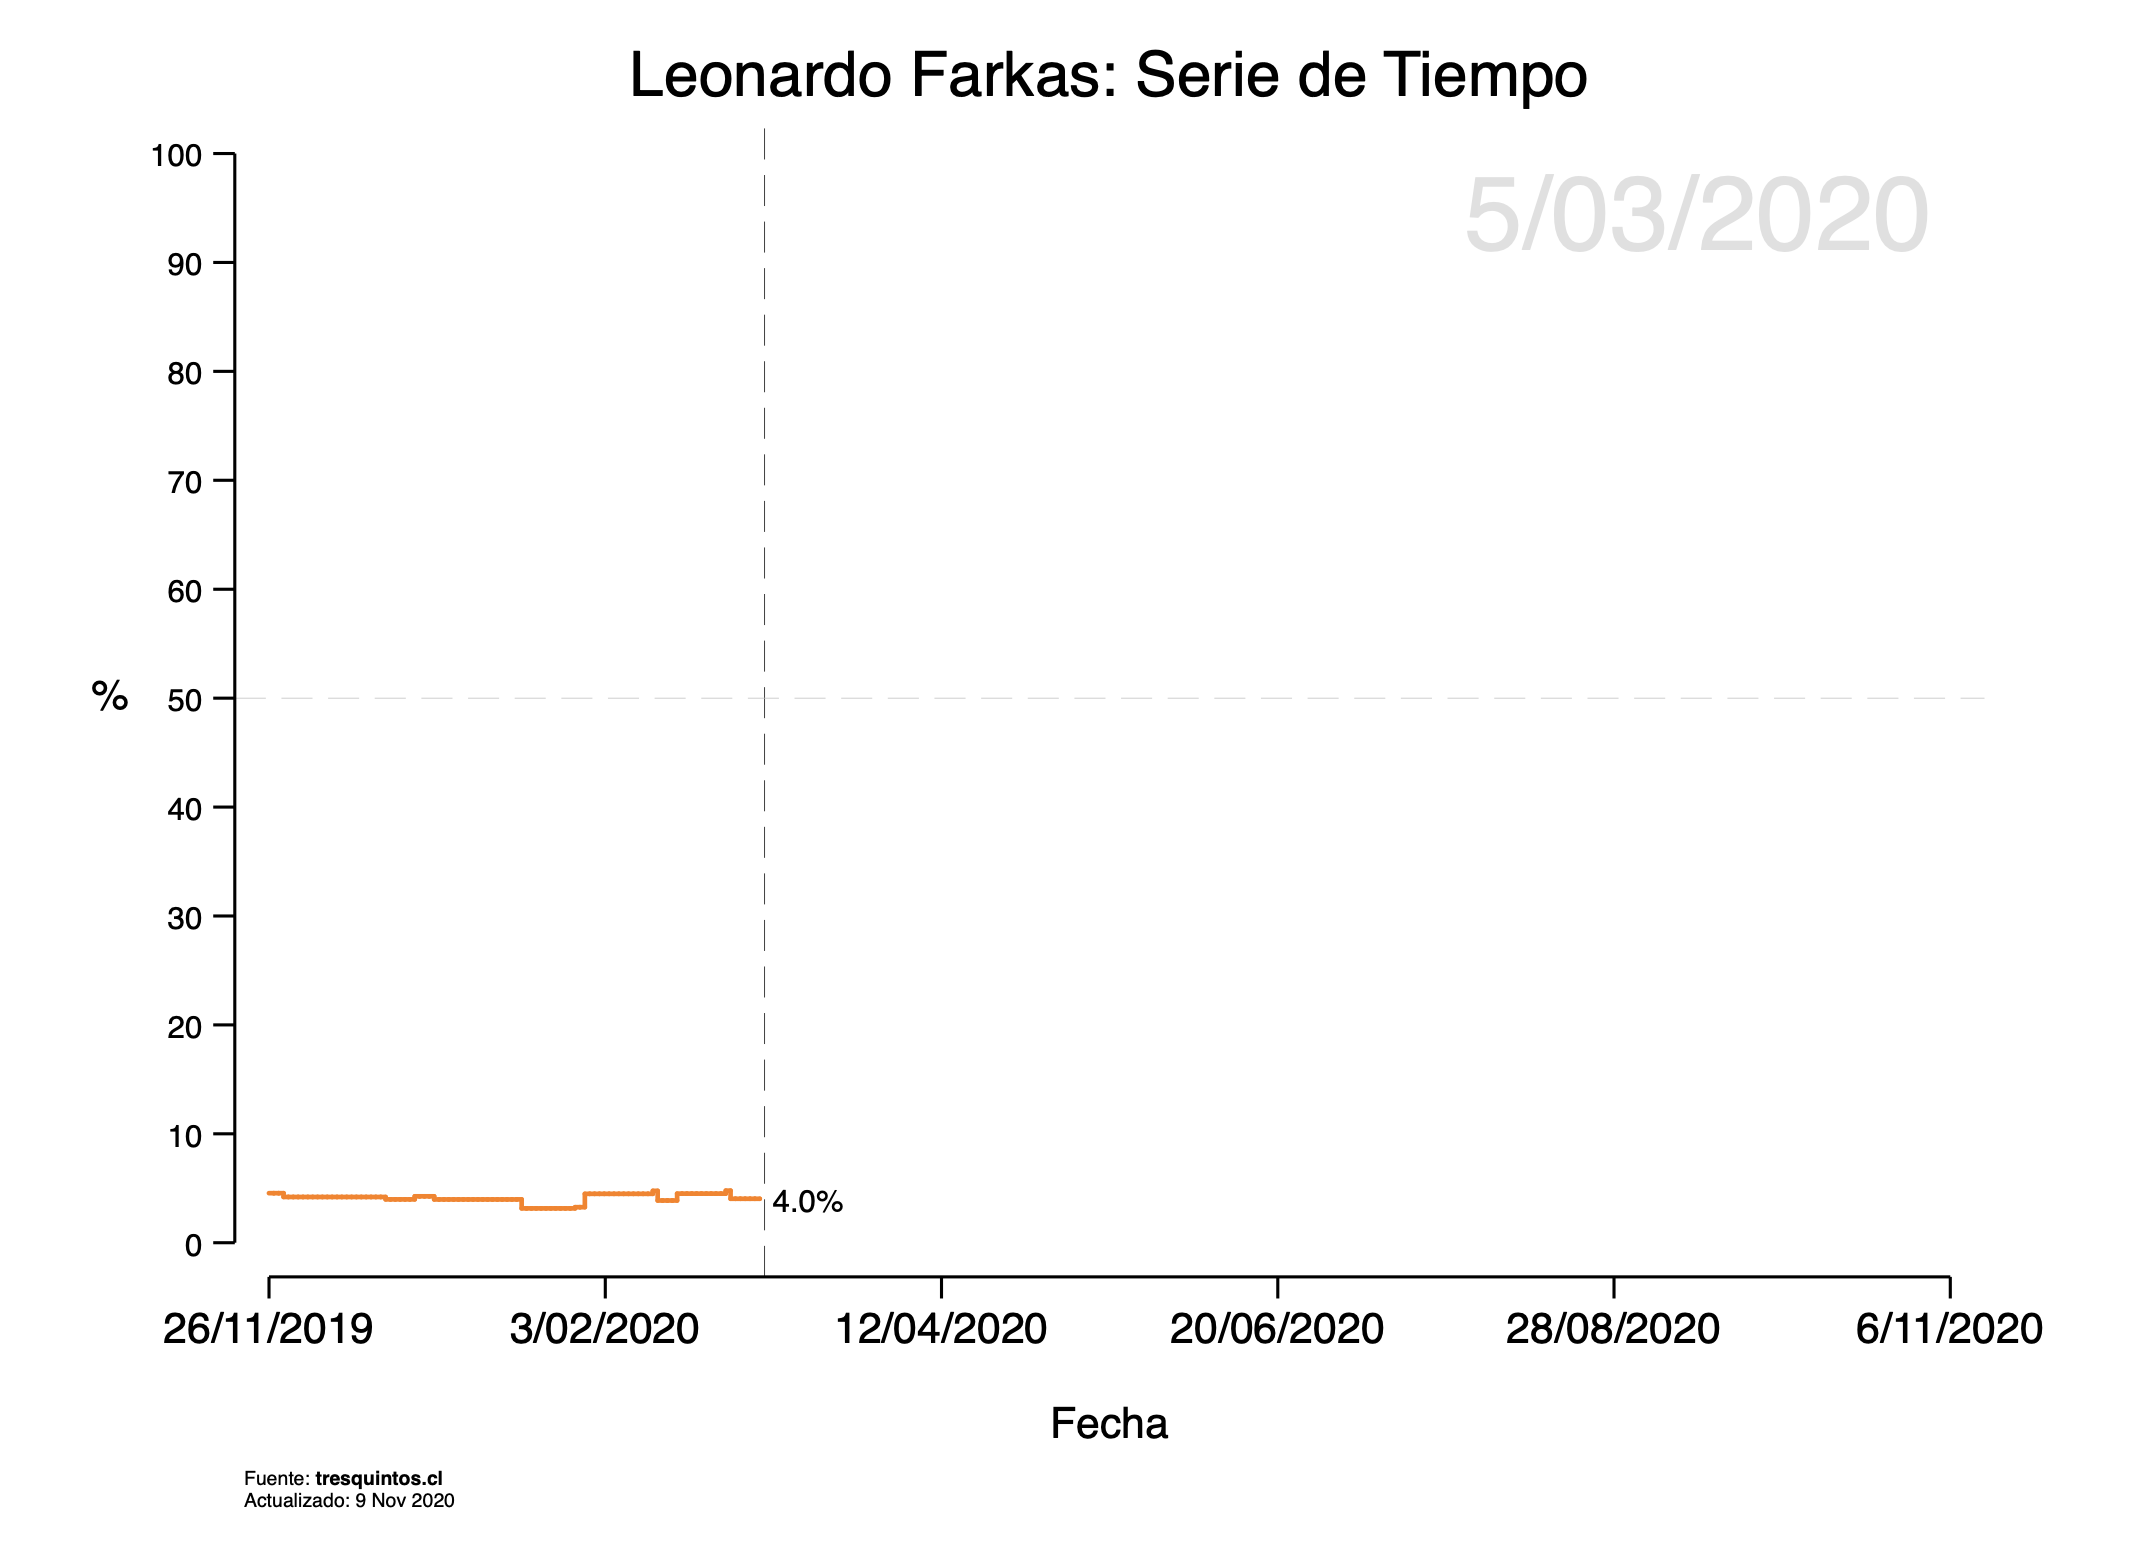 Leonardo Farkas: Serie de Tiempo
5/03/2020
100
90
80
70
60
50
40
30
20
10
0
%
4.0%
26/11/2019 3/02/2020 12/04/2020 20/06/2020 28/08/2020 6/11/2020
Fecha
Fuente: tresquintos.cl
Actualizado: 9 Nov 2020